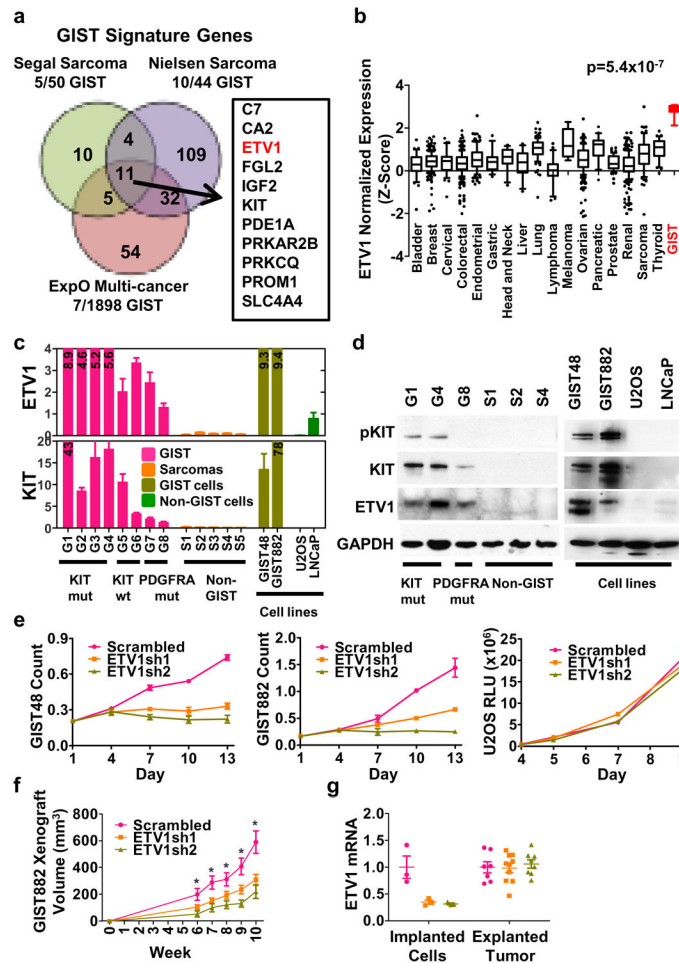 a
GIST Signature Genes
Segal Sarcoma
5/50 GIST
Nielsen Sarcoma
10/44 GIST
10
4
109
11
5
32
54
ExpO Multi-cancer
7/1898 GIST
C7
CA2
ETV1
FGL2
IGF2
KIT
PDE1A
PRKAR2B
PRKCQ
PROM1
SLC4A4
b
p=5.4x10-7
ETV1 Normalized Expression
(Z-Score)
4
2
0
-2
-4
Bladder
Breast
Cervical
Colorectal
Endometrial
Gastric
Head and Neck
Liver
Lung
Lymphoma
Melanoma
Ovarian
Pancreatic
Prostate
Renal
Sarcoma
Thyroid
GIST
c
ETV1
4
3
2
1
0
8.9
4.6
5.2
5.6
9.3
9.4
KIT
20
15
10
5
0
43
78
GIST
Sarcomas
GIST cells
Non-GIST cells
G1
G2
G3
G4
G5
G6
G7
G8
S1
S2
S3
S4
S5
GIST48
GIST882
U2OS
LNCaP
KIT
mut
KIT
wt
PDGFRA
mut
Non-
GIST
Cell lines
d
G1
G4
G8
S1
S2
S4
GIST48
GIST882
U2OS
LNCaP
pKIT
KIT
ETV1
GAPDH
KIT
mut
PDGFRA
mut
Non-GIST
Cell lines
e
GIST48 Count
0.9
0.6
0.3
0.0
Scrambled
ETV1sh1
ETV1sh2
1 4 7 10 13
Day
GIST882 Count
2.0
1.5
1.0
0.5
0.0
Scrambled
ETV1sh1
ETV1sh2
1 4 7 10 13
Day
U2OS RLU (x106)
20
15
10
5
0
Scrambled
ETV1sh1
ETV1sh2
4 5 6 7 8
Day
f
GIST882 Xenograft
Volume (mm3)
800
600
400
200
0
Scrambled
ETV1sh1
ETV1sh2
* * * * *
0 1 2 3 4 5 6 7 8 9 10
Week
g
ETV1 mRNA
2.0
1.5
1.0
0.5
0.0
Implanted
Cells
Explanted
Tumor